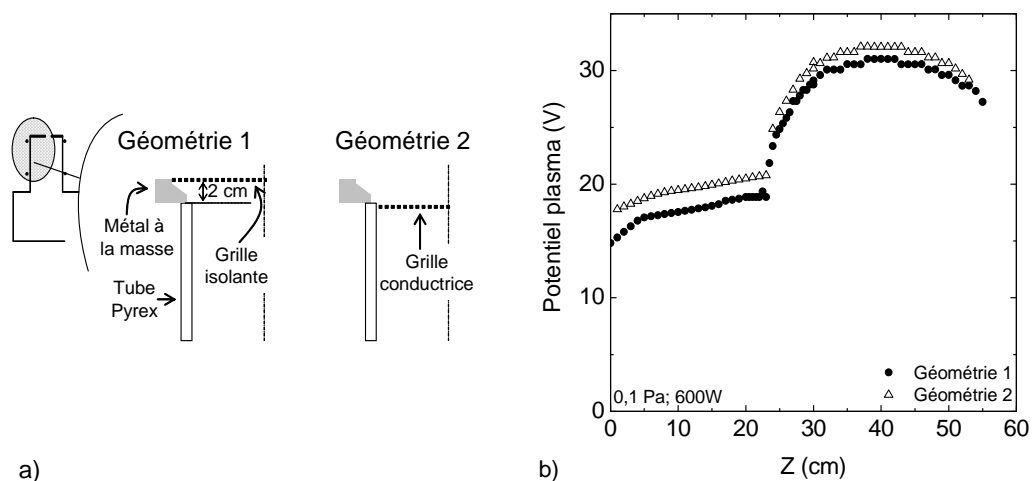 a)
Géométrie 1
Géométrie 2
2 cm
Métal à
la masse
Grille
isolante
Grille
conductrice
Tube
Pyrex
b)
Potentiel plasma (V)
30
20
10
0
0,1 Pa; 600W
Géométrie 1
Géométrie 2
0 10 20 30 40 50 60
Z (cm)